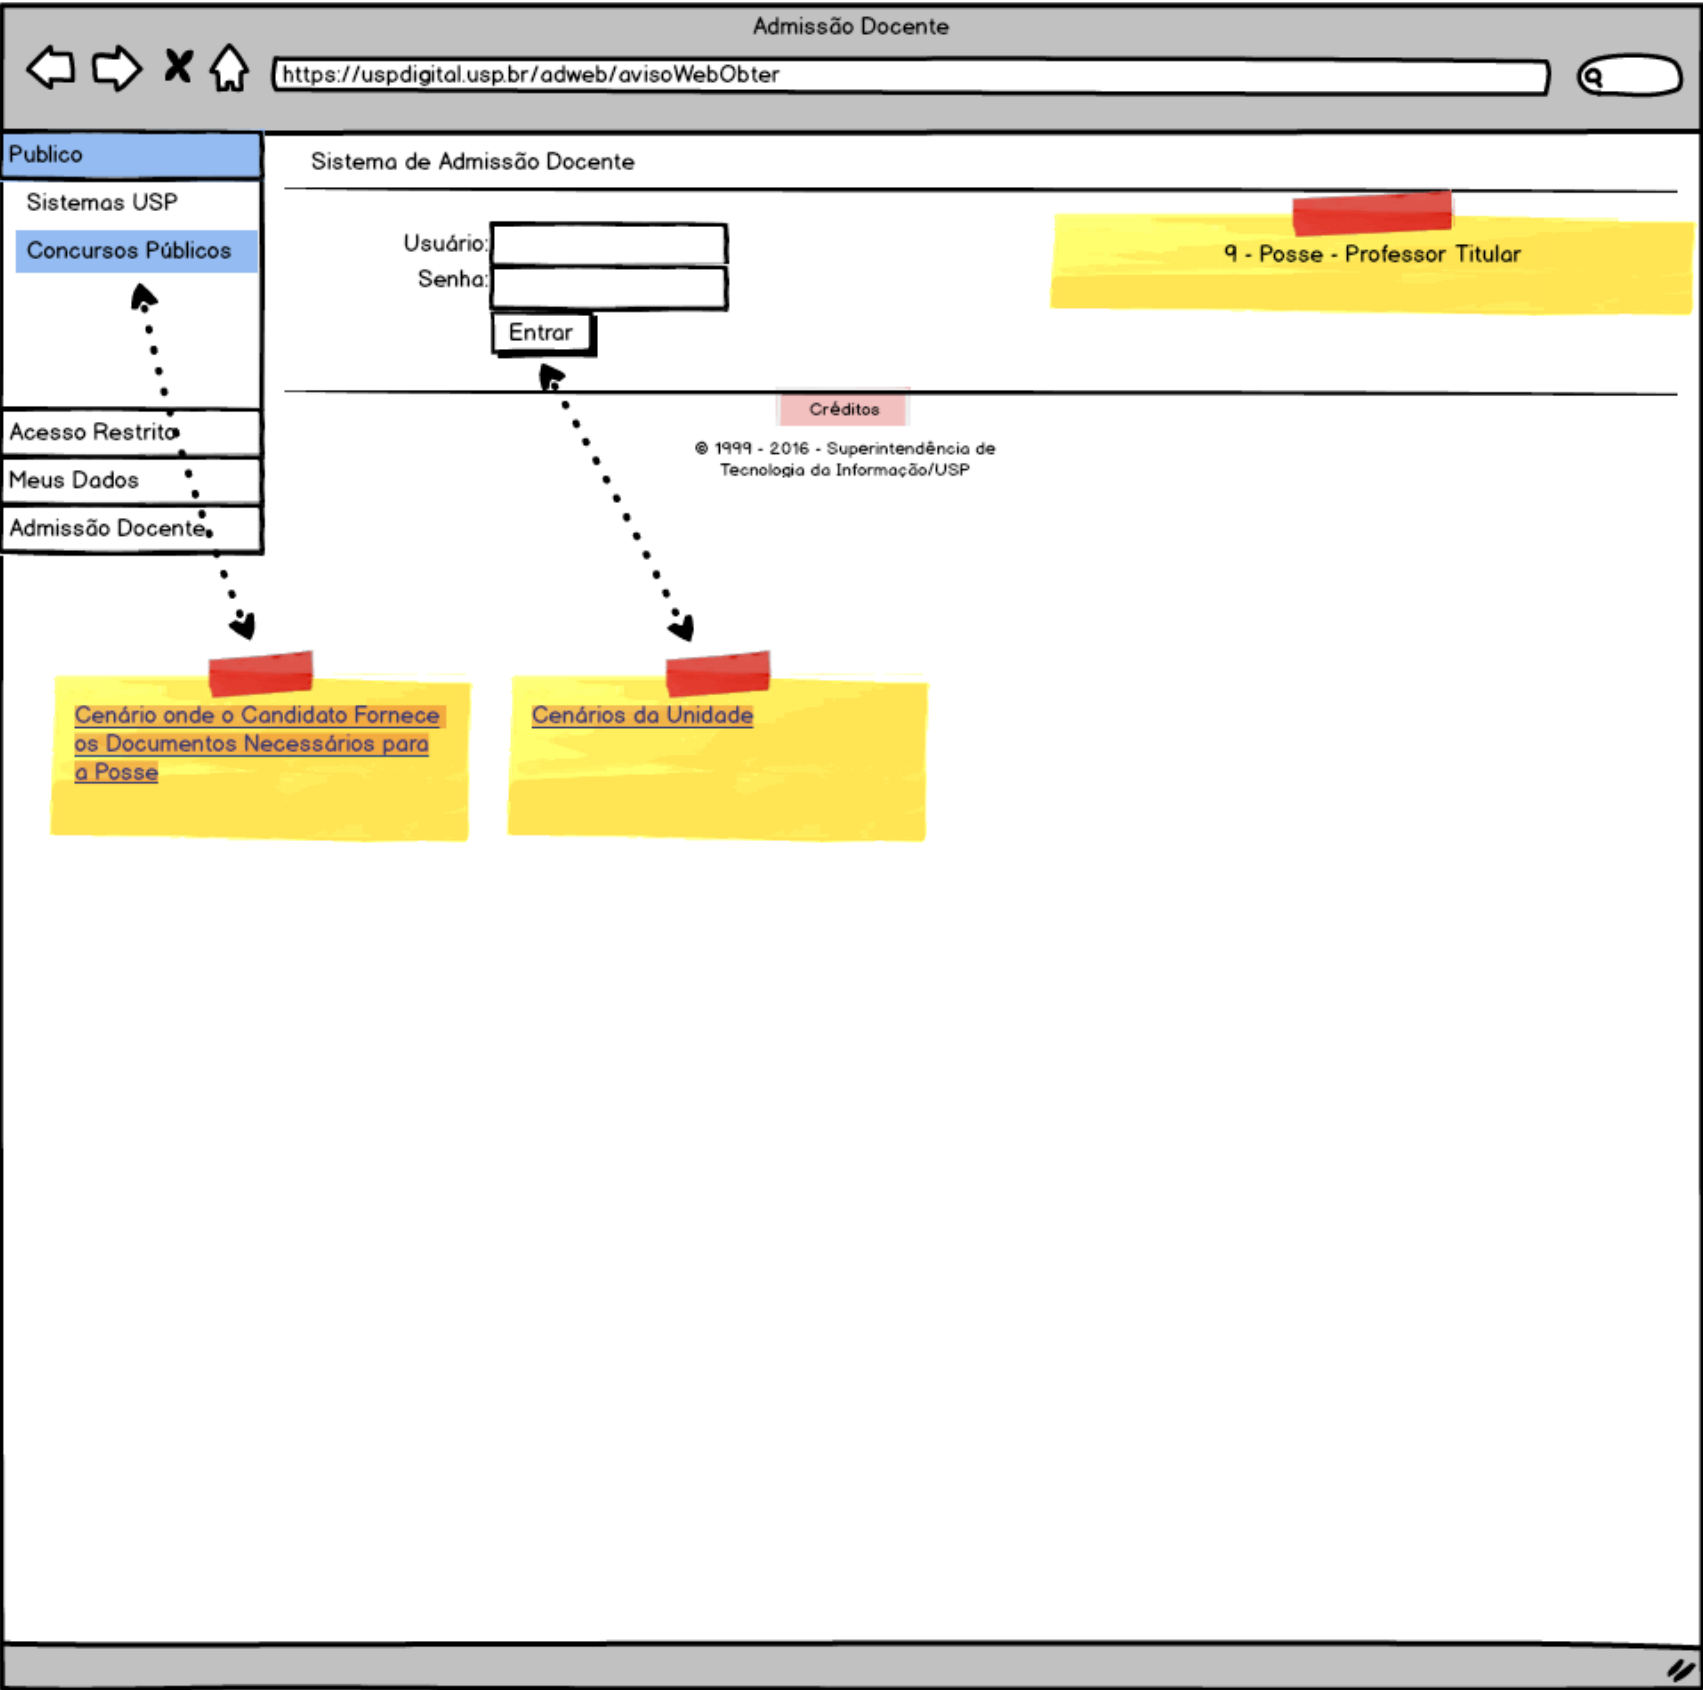 Admissão Docente
https://uspdigital.usp.br/adweb/avisoWebObter
Publico
Sistemas USP
Concursos Públicos
Acesso Restrito
Meus Dados
Admissão Docente
Sistema de Admissão Docente
Usuário:
Senha:
Entrar
9 - Posse - Professor Titular
Créditos
© 1999 - 2016 - Superintendência de
Tecnologia da Informação/USP
Cenário onde o Candidato Fornece
os Documentos Necessários para
a Posse
Cenários da Unidade